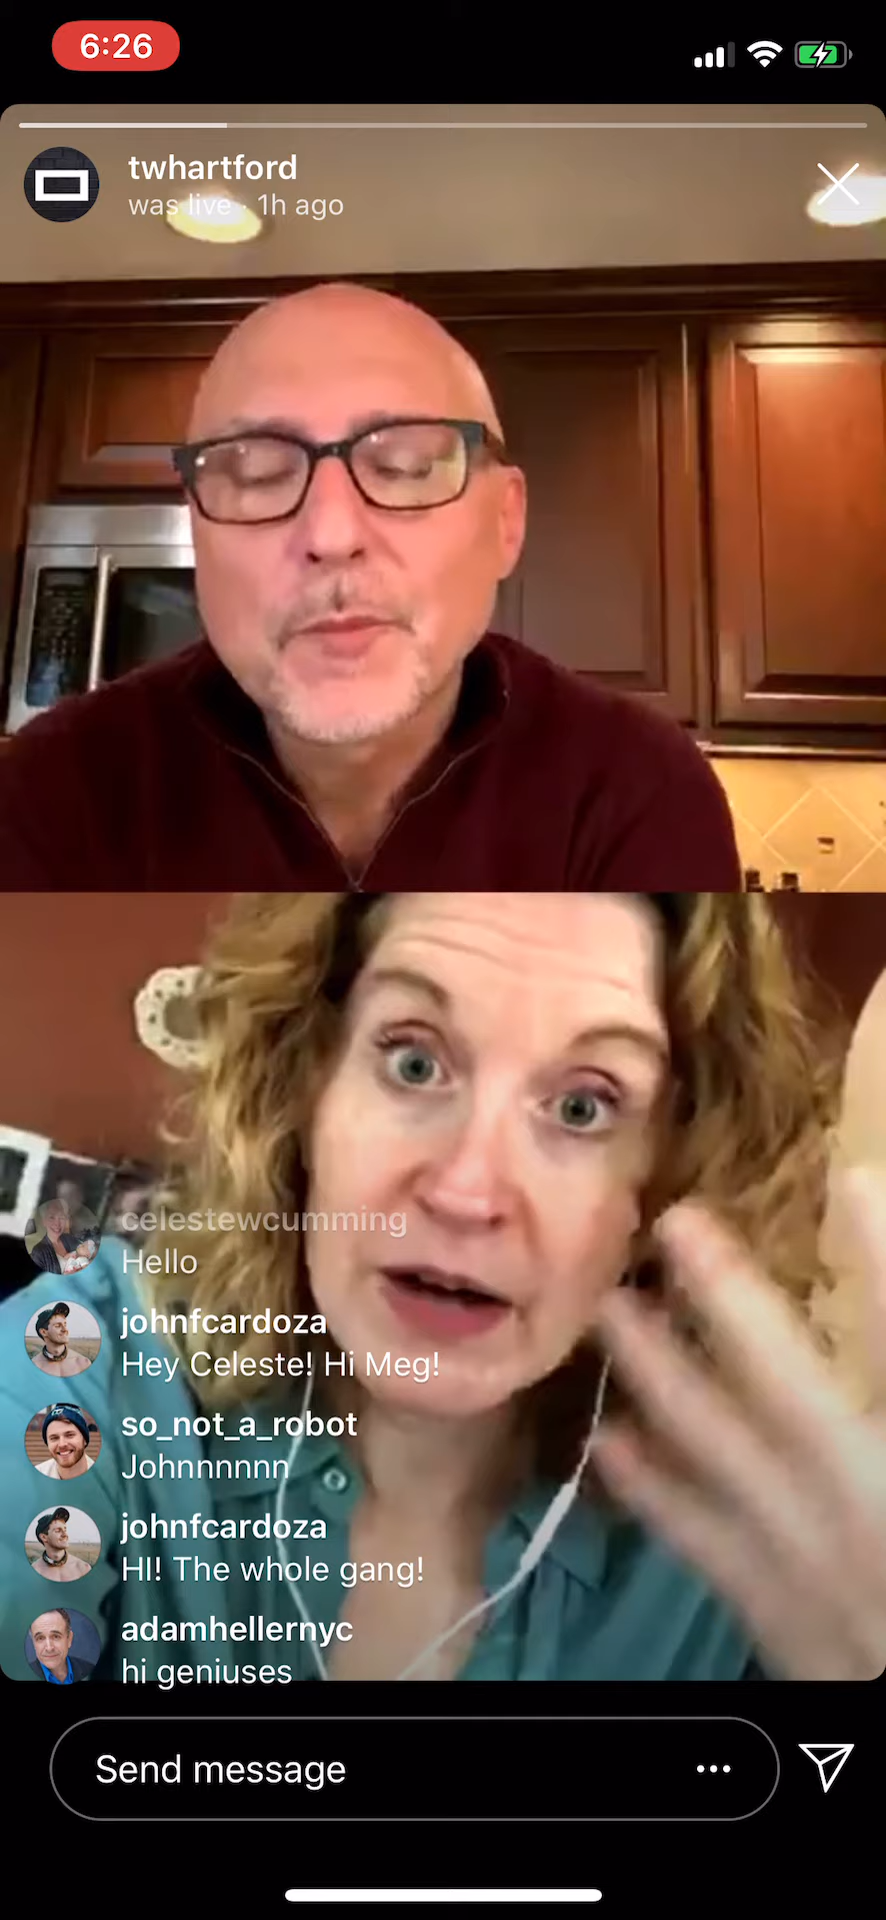 6:26
twhartford
was live · 1h ago
celestewcumming
Hello
johnfcardoza
Hey Celeste! Hi Meg!
so_not_a_robot
Johnnnnnn
johnfcardoza
HI! The whole gang!
adamhellernyc
hi geniuses
Send message